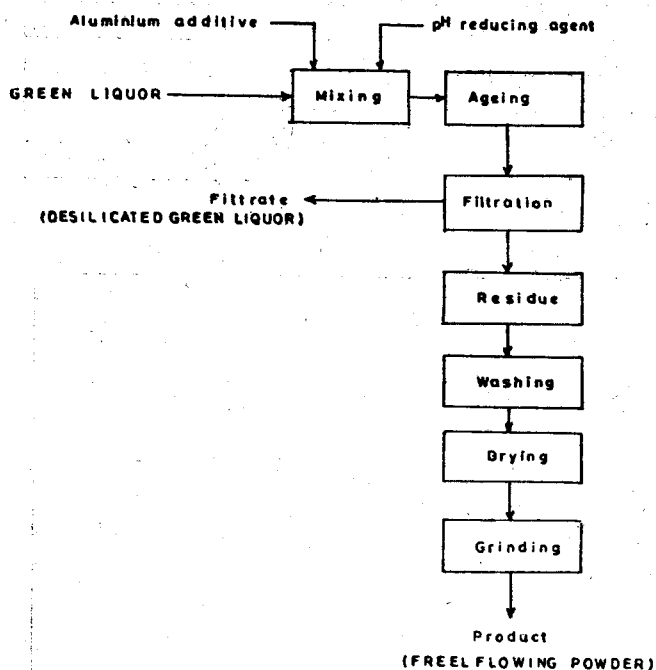 Aluminium additive
pH reducing agent
GREEN LIQUOR
Mixing
Ageing
Filtrate
(DESILICATED GREEN LIQUOR)
Filtration
Residue
Washing
Drying
Grinding
Product
(FREE FLOWING POWDER)